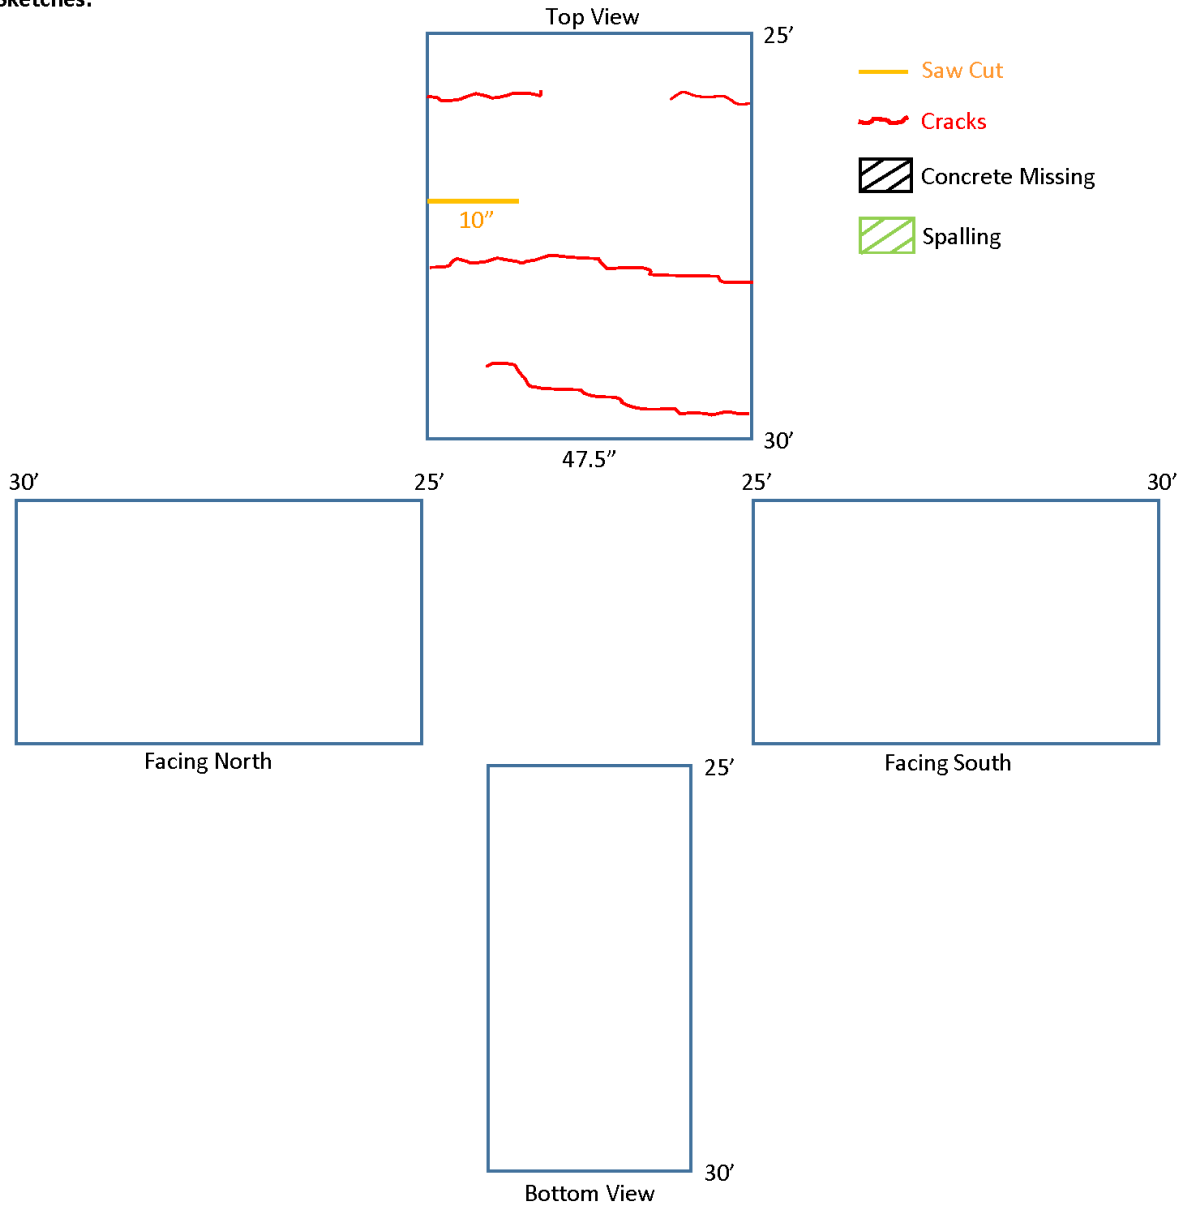 Sketches:
Top View
25’
Saw Cut
Cracks
Concrete Missing
10”
Spalling
30’
47.5”
30’
25’
25’
30’
Facing North
Facing South
25’
30’
Bottom View